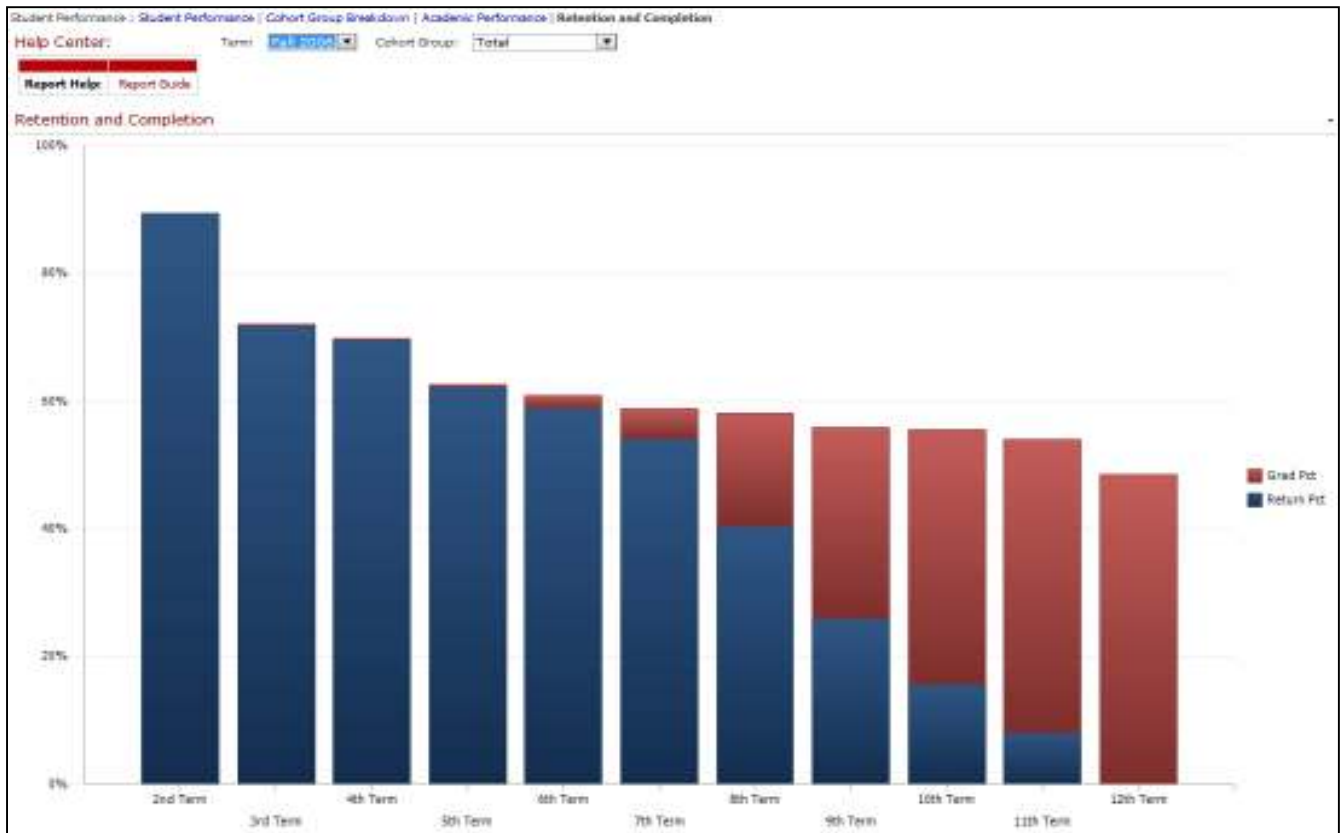 Student Performance : Student Performance | Cohort Group Breakdown | Academic Performance | Retention and Completion
Help Center:
Term: Fall Cohort Group: Total
Report Help: Report Guide
Retention and Completion
100%
80%
60%
40%
20%
0%
Grad Pct
Return Pct
2nd Term 4th Term 6th Term 8th Term 10th Term 12th Term
3rd Term 5th Term 7th Term 9th Term 11th Term